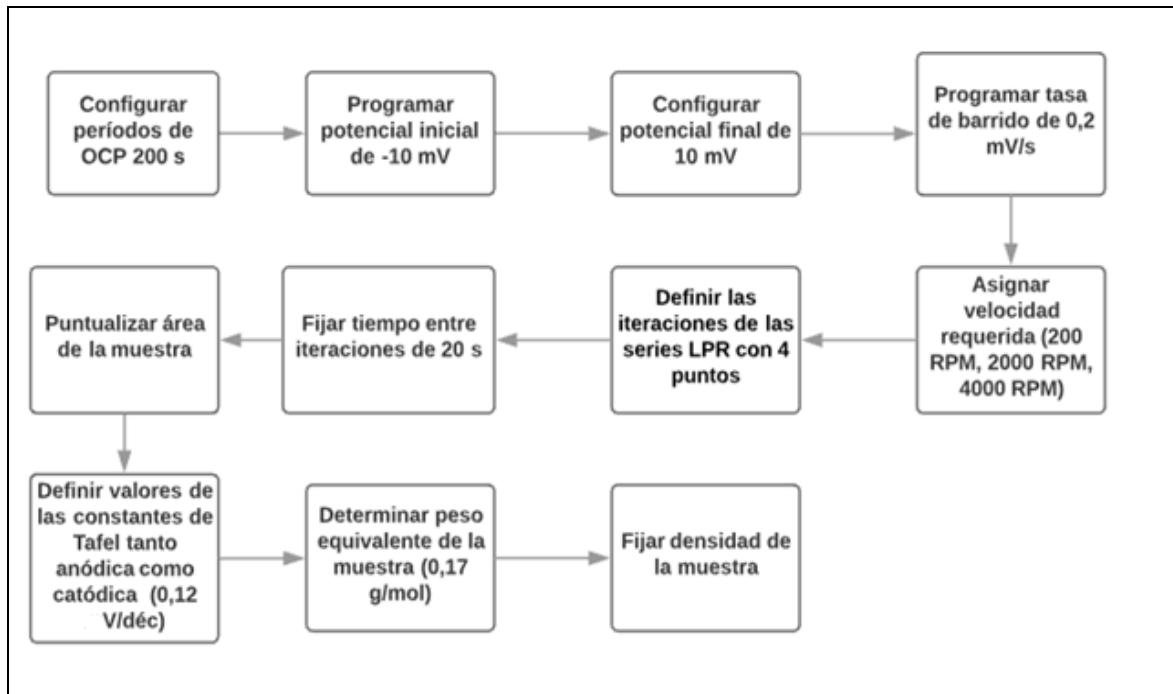 Configurar
períodos de
OCP 200 s
Programar
potencial inicial
de -10 mV
Configurar
potencial final de
10 mV
Programar tasa
de barrido de 0,2
mV/s
Asignar
velocidad
requerida (200
RPM, 2000 RPM,
4000 RPM)
Definir las
iteraciones de las
series LPR con 4
puntos
Fijar tiempo entre
iteraciones de 20 s
Puntualizar área
de la muestra
Definir valores de
las constantes de
Tafel tanto
anódica como
catódica (0,12
V/déc)
Determinar peso
equivalente de la
muestra (0,17
g/mol)
Fijar densidad de
la muestra